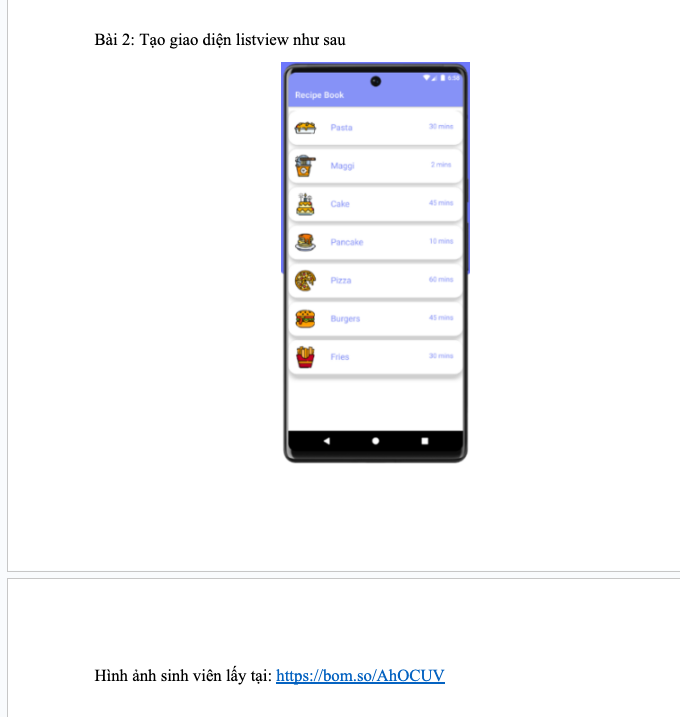 Bài 2: Tạo giao diện listview như sau
6:58
Recipe Book
Pasta 30 mins
Maggi 2 mins
Cake 45 mins
Pancake 10 mins
Pizza 60 mins
Burgers 45 mins
Fries 30 mins
Hình ảnh sinh viên lấy tại: https://bom.so/AhOCUV